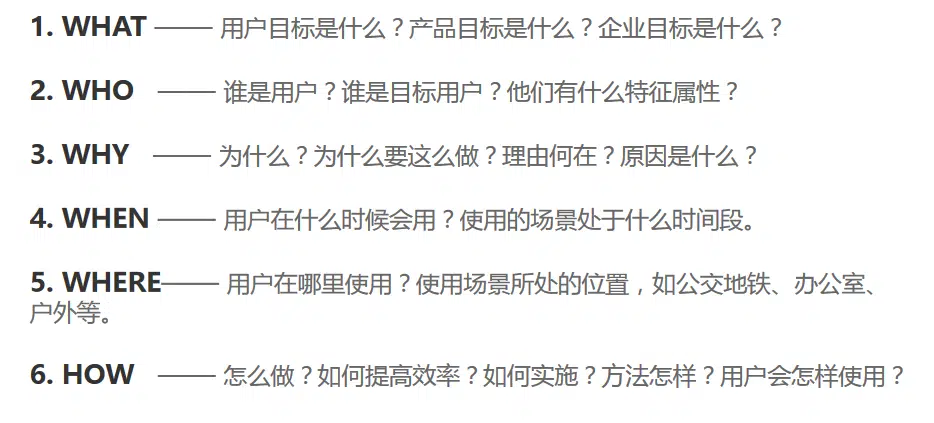 1. WHAT —— 用户目标是什么？产品目标是什么？企业目标是什么？
2. WHO —— 谁是用户？谁是目标用户？他们有什么特征属性？
3. WHY —— 为什么？为什么要这么做？理由何在？原因是什么？
4. WHEN —— 用户在什么时候会用？使用的场景处于什么时间段。
5. WHERE—— 用户在哪里使用？使用场景所处的位置，如公交地铁、办公室、
户外等。
6. HOW —— 怎么做？如何提高效率？如何实施？方法怎样？用户会怎样使用？